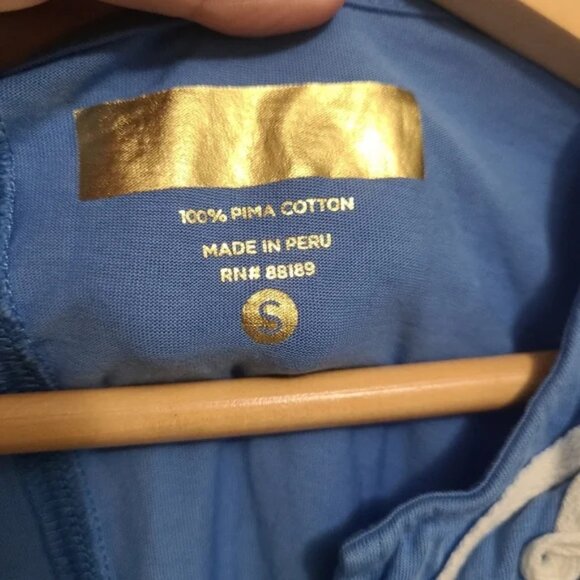 100% PIMA COTTON
MADE IN PERU
RN# 88189
S